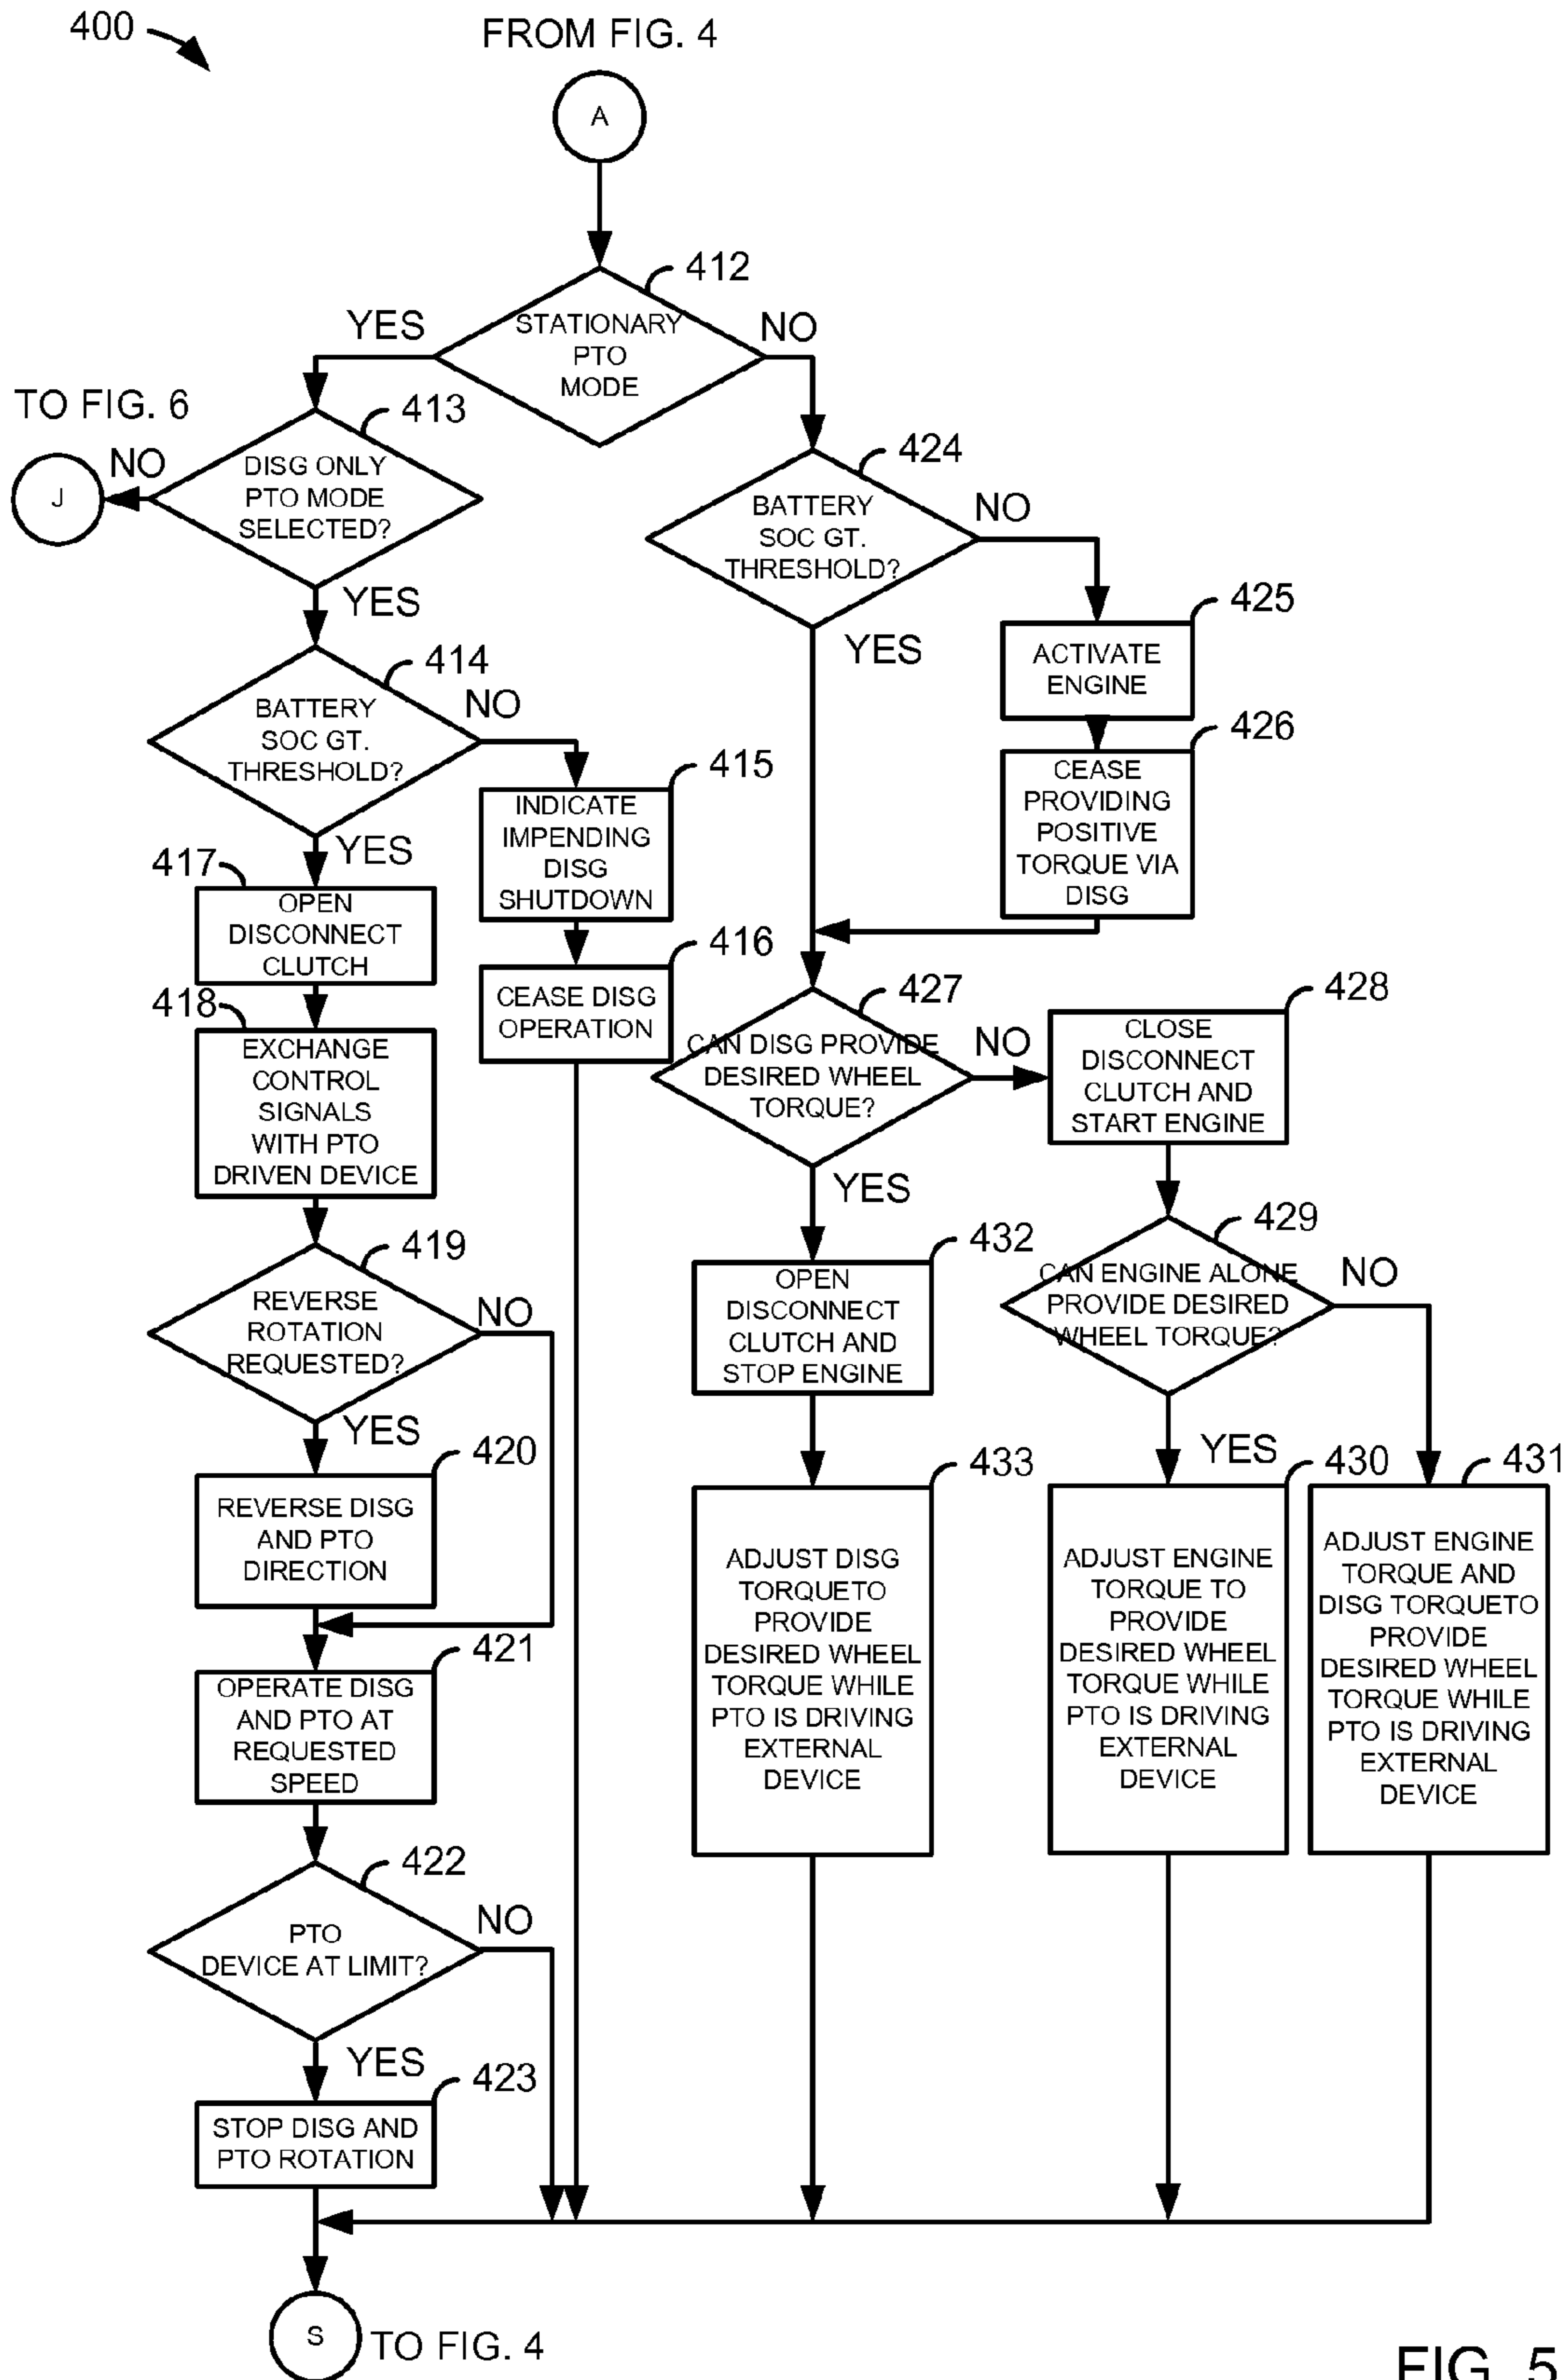 400
FROM FIG. 4
A
412
STATIONARY
PTO
MODE
YES
NO
TO FIG. 6
J
NO
413
DISG ONLY
PTO MODE
SELECTED?
YES
424
BATTERY
SOC GT.
THRESHOLD?
NO
YES
425
ACTIVATE
ENGINE
426
CEASE
PROVIDING
POSITIVE
TORQUE VIA
DISG
414
BATTERY
SOC GT.
THRESHOLD?
NO
YES
415
INDICATE
IMPENDING
DISG
SHUTDOWN
416
CEASE DISG
OPERATION
417
OPEN
DISCONNECT
CLUTCH
418
EXCHANGE
CONTROL
SIGNALS
WITH PTO
DRIVEN DEVICE
427
CAN DISG PROVIDE
DESIRED WHEEL
TORQUE?
NO
YES
428
CLOSE
DISCONNECT
CLUTCH AND
START ENGINE
419
REVERSE
ROTATION
REQUESTED?
NO
YES
432
OPEN
DISCONNECT
CLUTCH AND
STOP ENGINE
429
CAN ENGINE ALONE
PROVIDE DESIRED
WHEEL TORQUE?
NO
YES
420
REVERSE DISG
AND PTO
DIRECTION
421
OPERATE DISG
AND PTO AT
REQUESTED
SPEED
433
ADJUST DISG
TORQUETO
PROVIDE
DESIRED WHEEL
TORQUE WHILE
PTO IS DRIVING
EXTERNAL
DEVICE
430
ADJUST ENGINE
TORQUE TO
PROVIDE
DESIRED WHEEL
TORQUE WHILE
PTO IS DRIVING
EXTERNAL
DEVICE
431
ADJUST ENGINE
TORQUE AND
DISG TORQUETO
PROVIDE
DESIRED WHEEL
TORQUE WHILE
PTO IS DRIVING
EXTERNAL
DEVICE
422
PTO
DEVICE AT LIMIT?
NO
YES
423
STOP DISG AND
PTO ROTATION
S
TO FIG. 4
FIG. 5